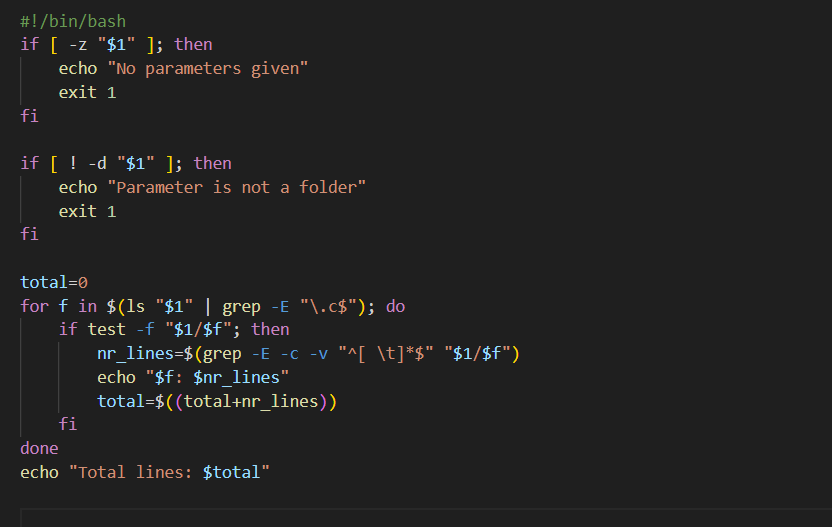 #!/bin/bash
if [ -z "$1" ]; then
    echo "No parameters given"
    exit 1
fi

if [ ! -d "$1" ]; then
    echo "Parameter is not a folder"
    exit 1
fi

total=0
for f in $(ls "$1" | grep -E "\.c$"); do
    if test -f "$1/$f"; then
        nr_lines=$(grep -E -c -v "^[ \t]*$" "$1/$f")
        echo "$f: $nr_lines"
        total=$((total+nr_lines))
    fi
done
echo "Total lines: $total"